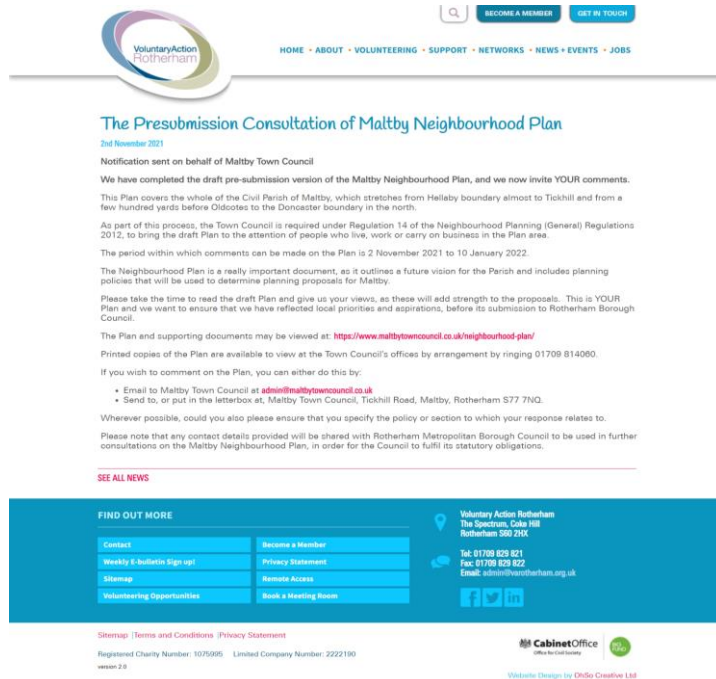 BECOME A MEMBER
GET IN TOUCH
VoluntaryAction
Rotherham
HOME • ABOUT • VOLUNTEERING • SUPPORT • NETWORKS • NEWS + EVENTS • JOBS
The Presubmission Consultation of Maltby Neighbourhood Plan
2nd November 2021
Notification sent on behalf of Maltby Town Council
We have completed the draft pre-submission version of the Maltby Neighbourhood Plan, and we now invite YOUR comments.
This Plan covers the whole of the Civil Parish of Maltby, which stretches from Hellaby boundary almost to Tickhill and from a
few hundred yards before Oldcotes to the Doncaster boundary in the north.
As part of this process, the Town Council is required under Regulation 14 of the Neighbourhood Planning (General) Regulations
2012, to bring the draft Plan to the attention of people who live, work or carry on business in the Plan area.
The period within which comments can be made on the Plan is 2 November 2021 to 10 January 2022.
The Neighbourhood Plan is a really important document, as it outlines a future vision for the Parish and includes planning
policies that will be used to determine planning proposals for Maltby.
Please take the time to read the draft Plan and give us your views, as these will add strength to the proposals. This is YOUR
Plan and we want to ensure that we have reflected local priorities and aspirations, before its submission to Rotherham Borough
Council.
The Plan and supporting documents may be viewed at: https://www.maltbytowncouncil.co.uk/neighbourhood-plan/
Printed copies of the Plan are available to view at the Town Council's offices by arrangement by ringing 01709 814060.
If you wish to comment on the Plan, you can either do this by:
• Email to Maltby Town Council at admin@maltbytowncouncil.co.uk
• Send to, or put in the letterbox at, Maltby Town Council, Tickhill Road, Maltby, Rotherham S77 7NQ.
Wherever possible, could you also please ensure that you specify the policy or section to which your response relates to.
Please note that any contact details provided will be shared with Rotherham Metropolitan Borough Council to be used in further
consultations on the Maltby Neighbourhood Plan, in order for the Council to fulfil its statutory obligations.
SEE ALL NEWS
FIND OUT MORE
Contact
Become a Member
Weekly E-bulletin Sign up!
Privacy Statement
Sitemap
Remote Access
Volunteering Opportunities
Book a Meeting Room
Voluntary Action Rotherham
The Spectrum, Coke Hill
Rotherham S60 2HX
Tel: 01709 829 821
Fax: 01709 829 822
Email: admin@varotherham.org.uk
Sitemap |Terms and Conditions |Privacy Statement
Registered Charity Number: 1075995 Limited Company Number: 2222190
version 2.0
CabinetOffice
Office for Civil Society
BIG
FUND
Website Design by DhSo Creative Ltd